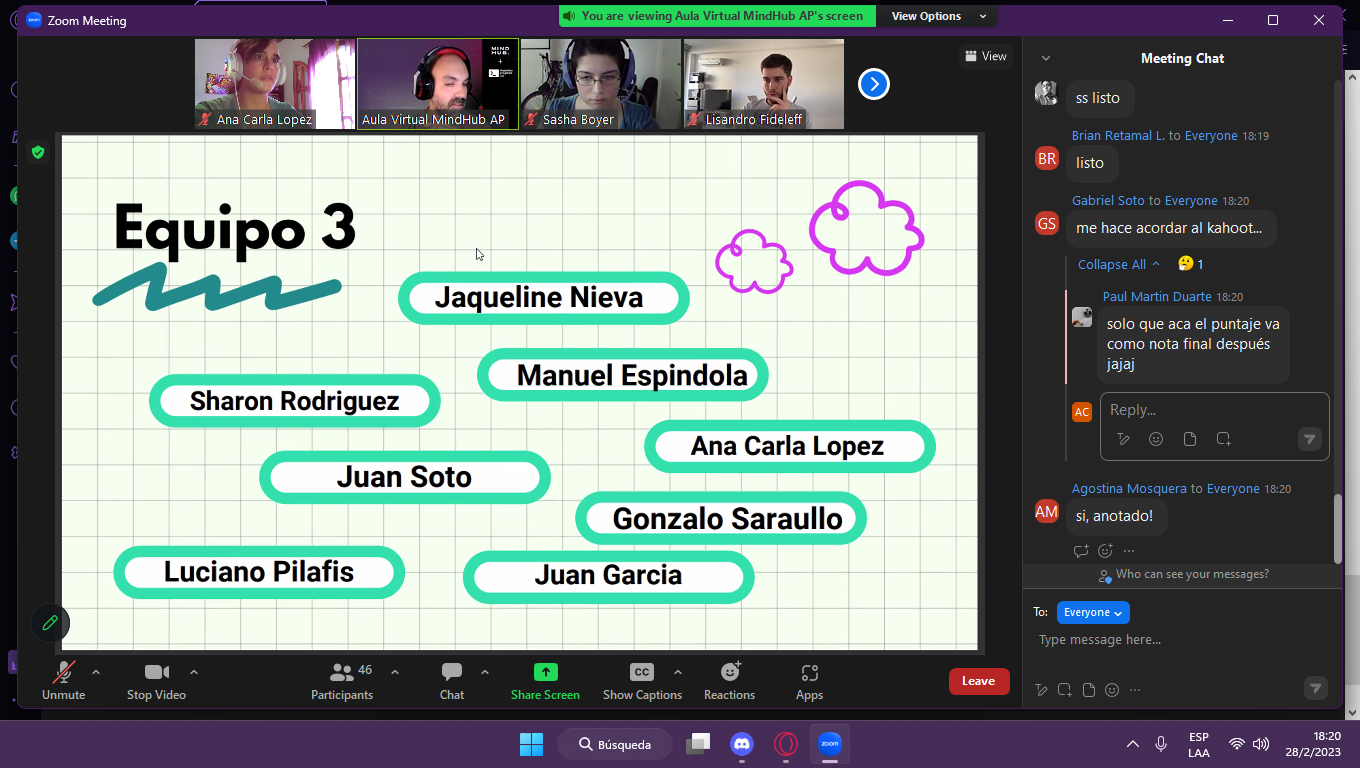 Zoom Meeting
You are viewing Aula Virtual MindHub AP's screen
View Options
MIND
HUB.
Ana Carla Lopez
Aula Virtual MindHub AP
Sasha Boyer
Lisandro Fideleff
View
Equipo 3
Jaqueline Nieva
Manuel Espindola
Sharon Rodriguez
Ana Carla Lopez
Juan Soto
Gonzalo Saraullo
Luciano Pilafis
Juan Garcia
Meeting Chat
ss listo
Brian Retamal L. to Everyone 18:19
BR
listo
Gabriel Soto to Everyone 18:20
GS
me hace acordar al kahoot...
Collapse All
1
Paul Martin Duarte 18:20
solo que aca el puntaje va
como nota final después
jajaj
AC
Reply...
Agostina Mosquera to Everyone 18:20
AM
si, anotado!
Who can see your messages?
To: Everyone
Type message here...
Unmute
Stop Video
46
Participants
Chat
Share Screen
CC
Show Captions
Reactions
Apps
Leave
Búsqueda
zoom
ESP
LAA
18:20
28/2/2023